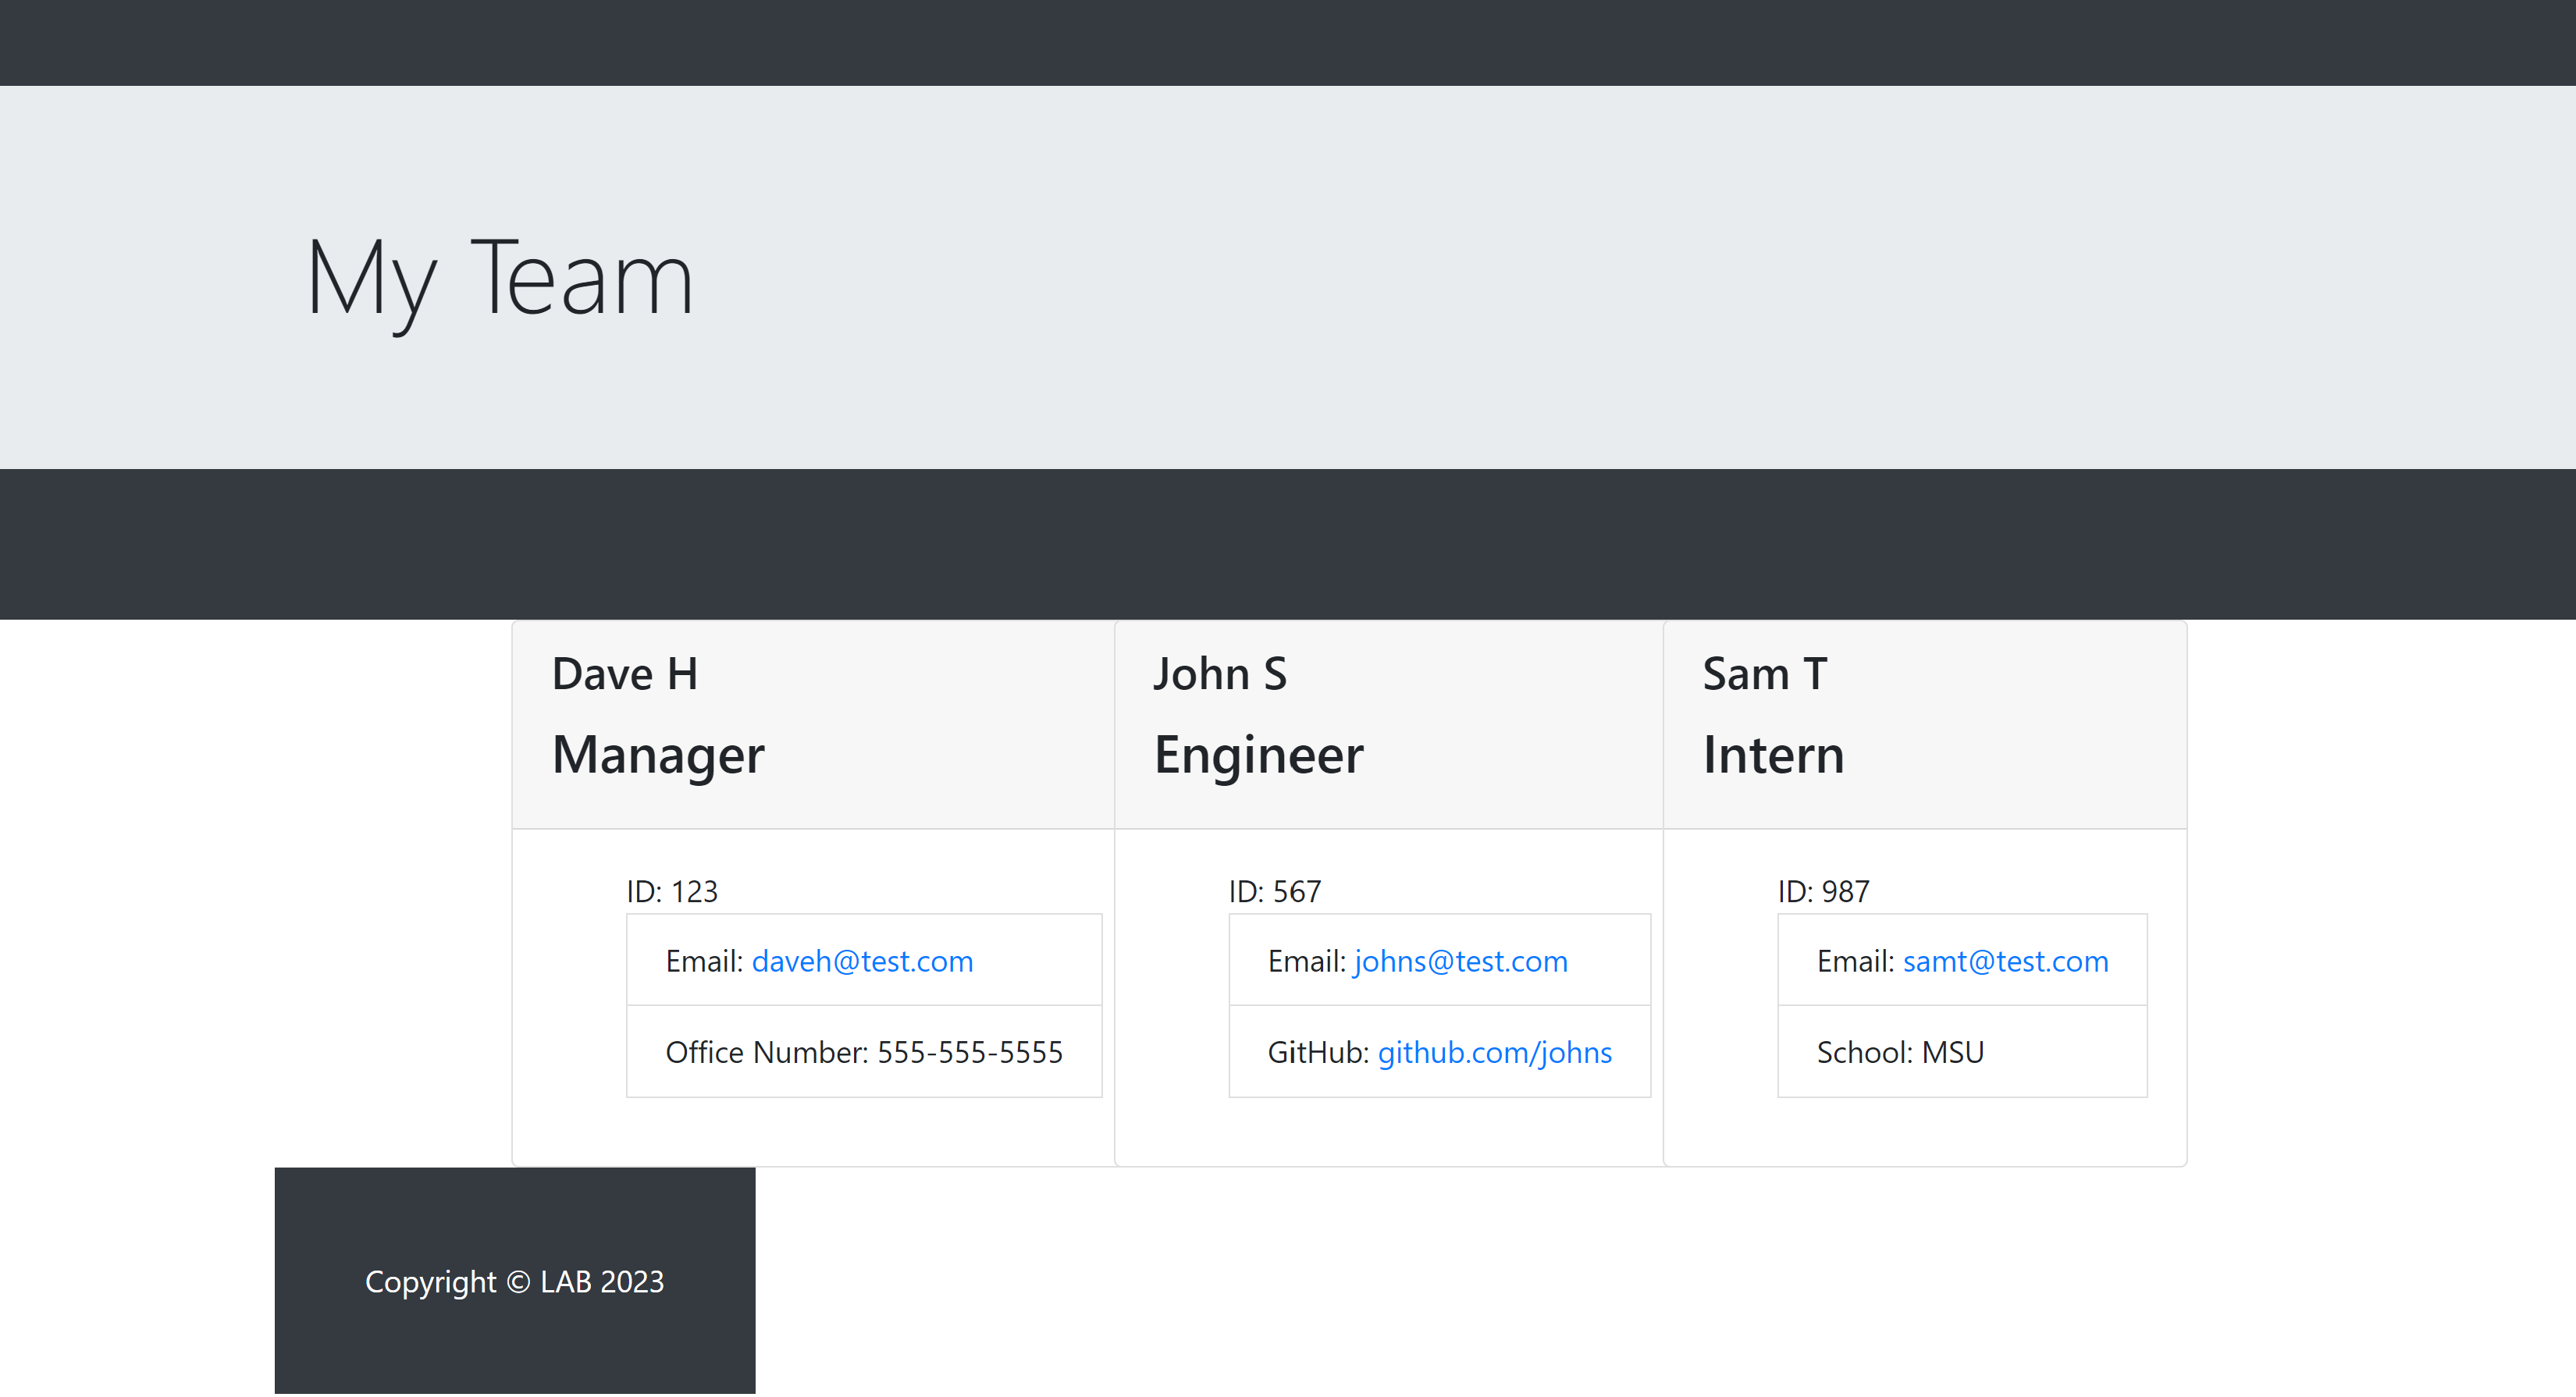 My Team
Dave H
Manager
ID: 123
Email: daveh@test.com
Office Number: 555-555-5555
John S
Engineer
ID: 567
Email: johns@test.com
GitHub: github.com/johns
Sam T
Intern
ID: 987
Email: samt@test.com
School: MSU
Copyright © LAB 2023